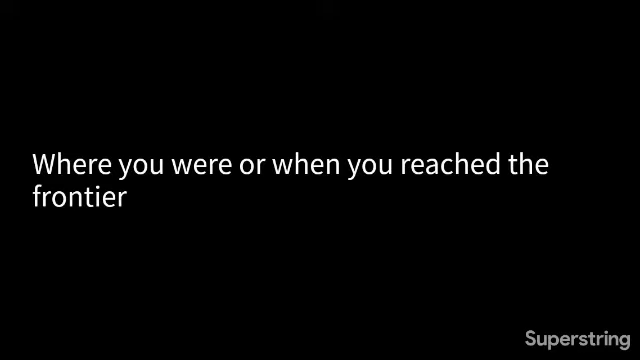 Where you were or when you reached the
frontier
Superstring